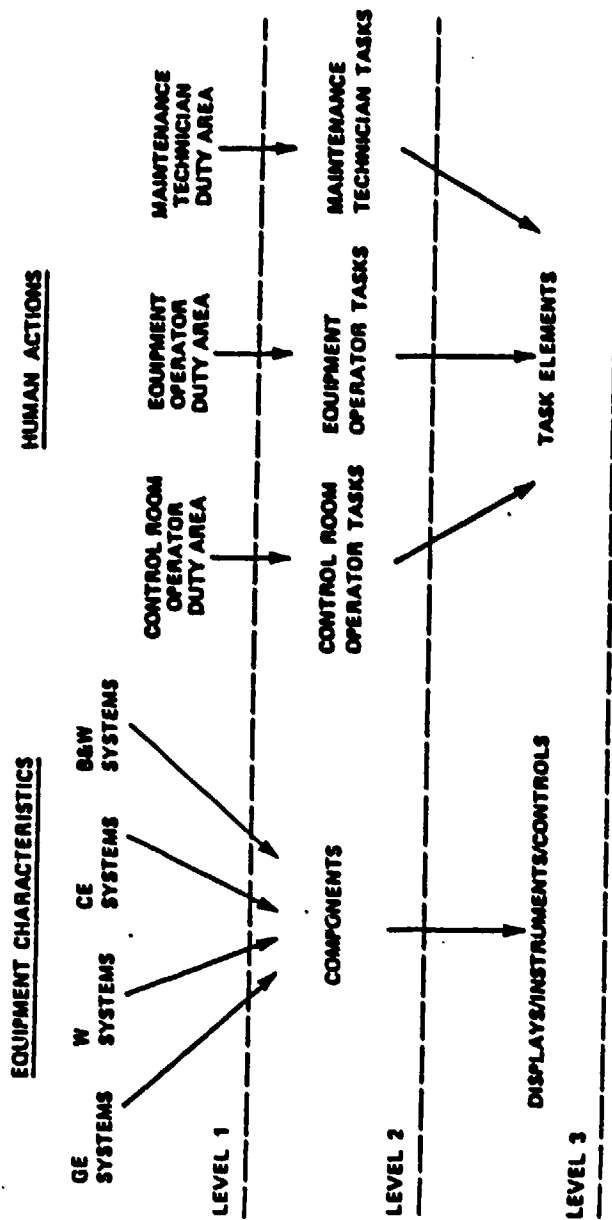 EQUIPMENT CHARACTERISTICS
HUMAN ACTIONS
GE
SYSTEMS
W
SYSTEMS
CE
SYSTEMS
B&W
SYSTEMS
CONTROL ROOM
OPERATOR
DUTY AREA
EQUIPMENT
OPERATOR
DUTY AREA
MAINTENANCE
TECHNICIAN
DUTY AREA
LEVEL 1
COMPONENTS
CONTROL ROOM
OPERATOR TASKS
EQUIPMENT
OPERATOR TASKS
MAINTENANCE
TECHNICIAN TASKS
LEVEL 2
DISPLAYS/INSTRUMENTS/CONTROLS
TASK ELEMENTS
LEVEL 3